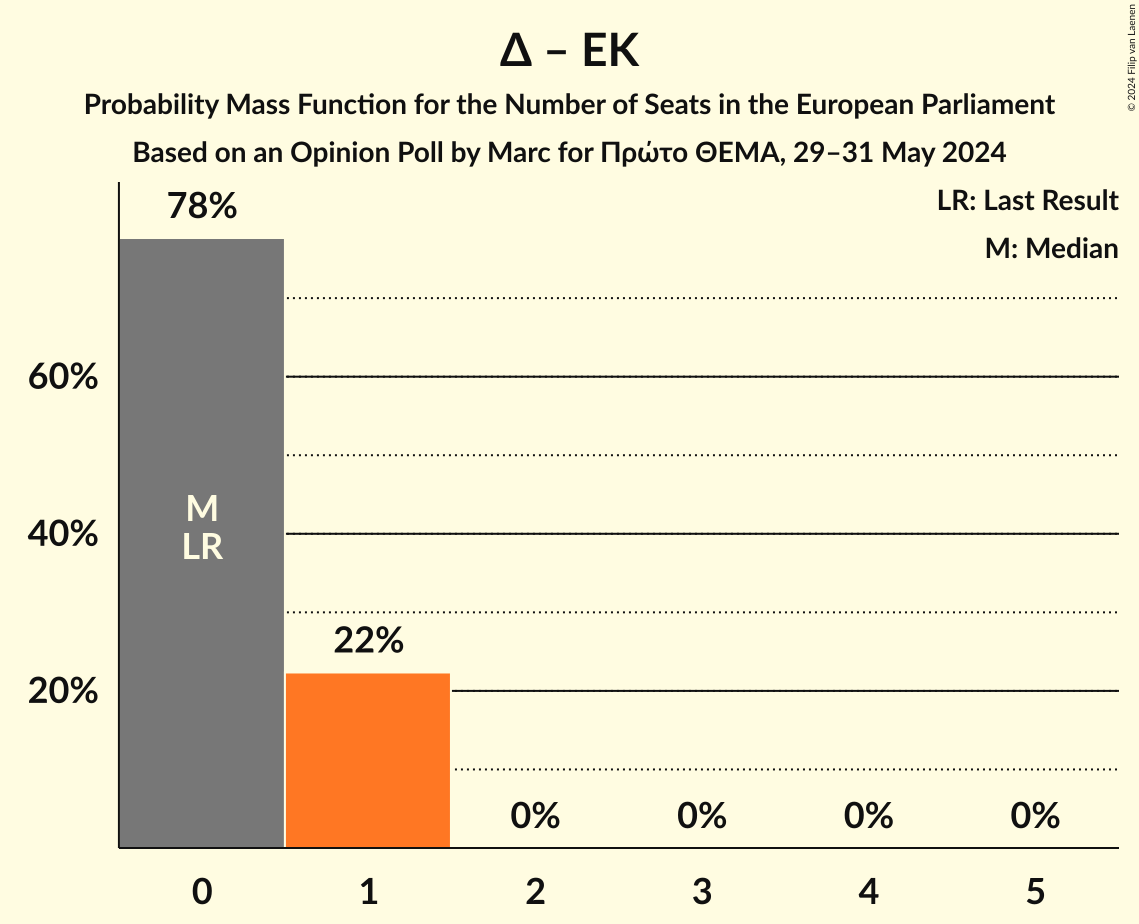 Δ – ΕΚ
Probability Mass Function for the Number of Seats in the European Parliament
Based on an Opinion Poll by Marc for Πρώτο ΘΕΜΑ, 29–31 May 2024
© 2024 Filip van Laenen
LR: Last Result
M: Median
78%
60%
M
40%
LR
22%
20%
0% 0% 0% 0%
0 1 2 3 4 5